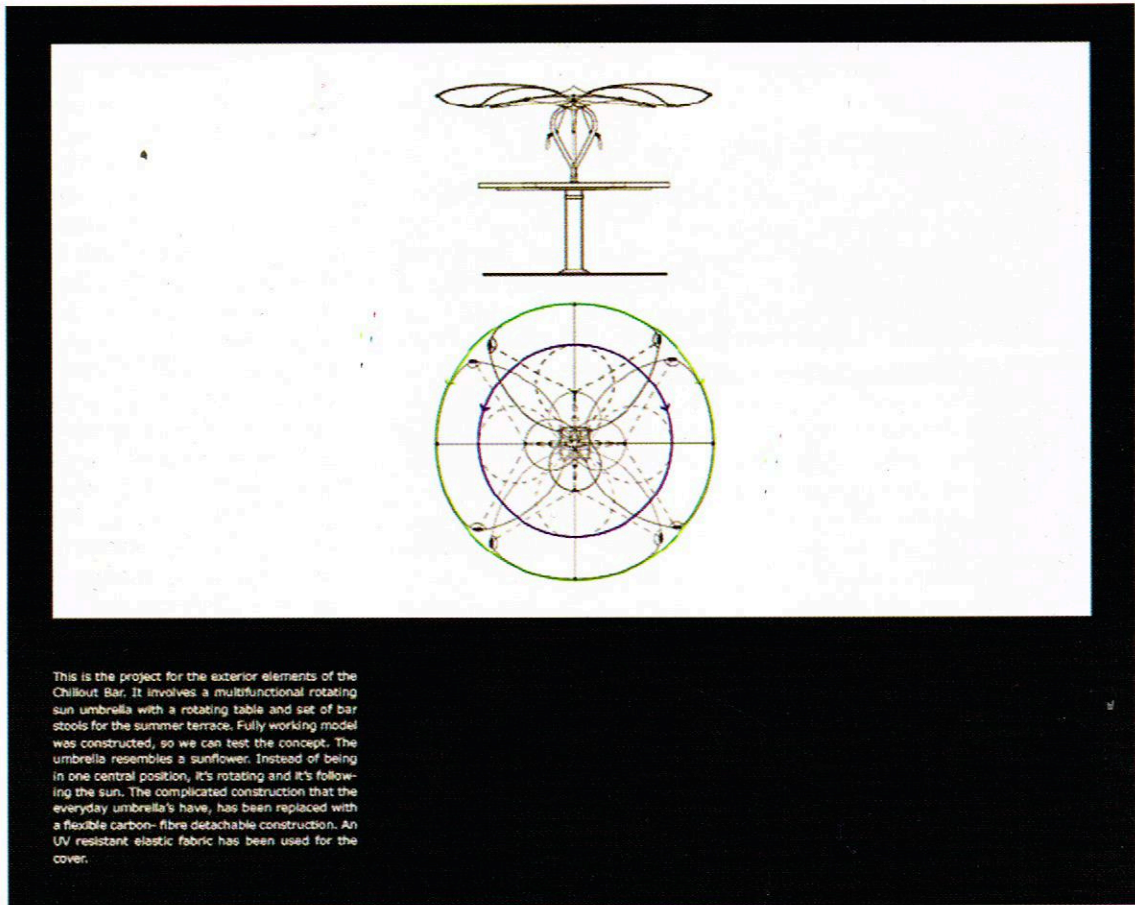 This is the project for the exterior elements of the
Chillout Bar. It involves a multifunctional rotating
sun umbrella with a rotating table and set of bar
stools for the summer terrace. Fully working model
was constructed, so we can test the concept. The
umbrella resembles a sunflower. Instead of being
in one central position, it's rotating and it's follow-
ing the sun. The complicated construction that the
everyday umbrella's have, has been replaced with
a flexible carbon- fibre detachable construction. An
UV resistant elastic fabric has been used for the
cover.